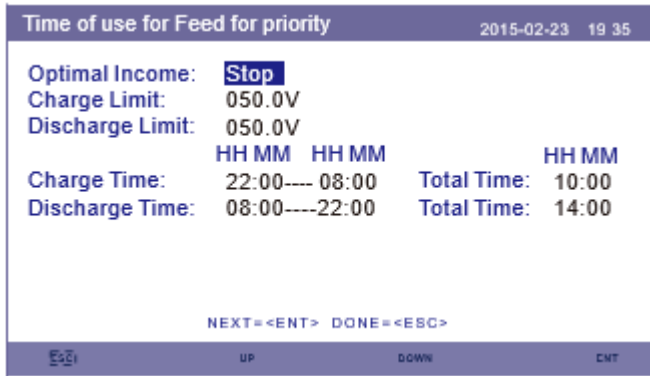 Time of use for Feed for priority 2015-02-23 19 35
Optimal Income: Stop
Charge Limit: 050.0V
Discharge Limit: 050.0V
HH MM HH MM HH MM
Charge Time: 22:00---- 08:00 Total Time: 10:00
Discharge Time: 08:00----22:00 Total Time: 14:00
NEXT=<ENT> DONE=<ESC>
ESC UP DOWN ENT